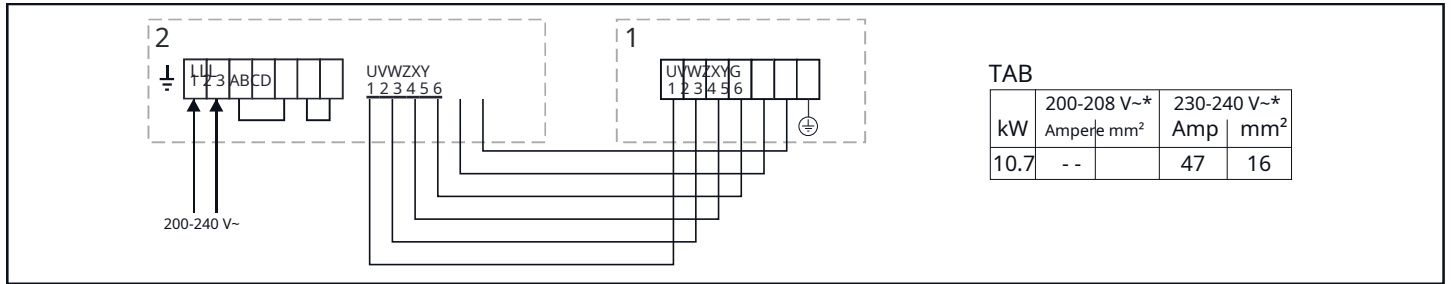 2
LLL
1 2 3 ABCD
UVWZXY
1 2 3 4 5 6
200-240 V~
1
UVWZXYG
1 2 3 4 5 6
TAB
200-208 V~* 230-240 V~*
kW Ampere mm² Amp mm²
10.7 - - 47 16